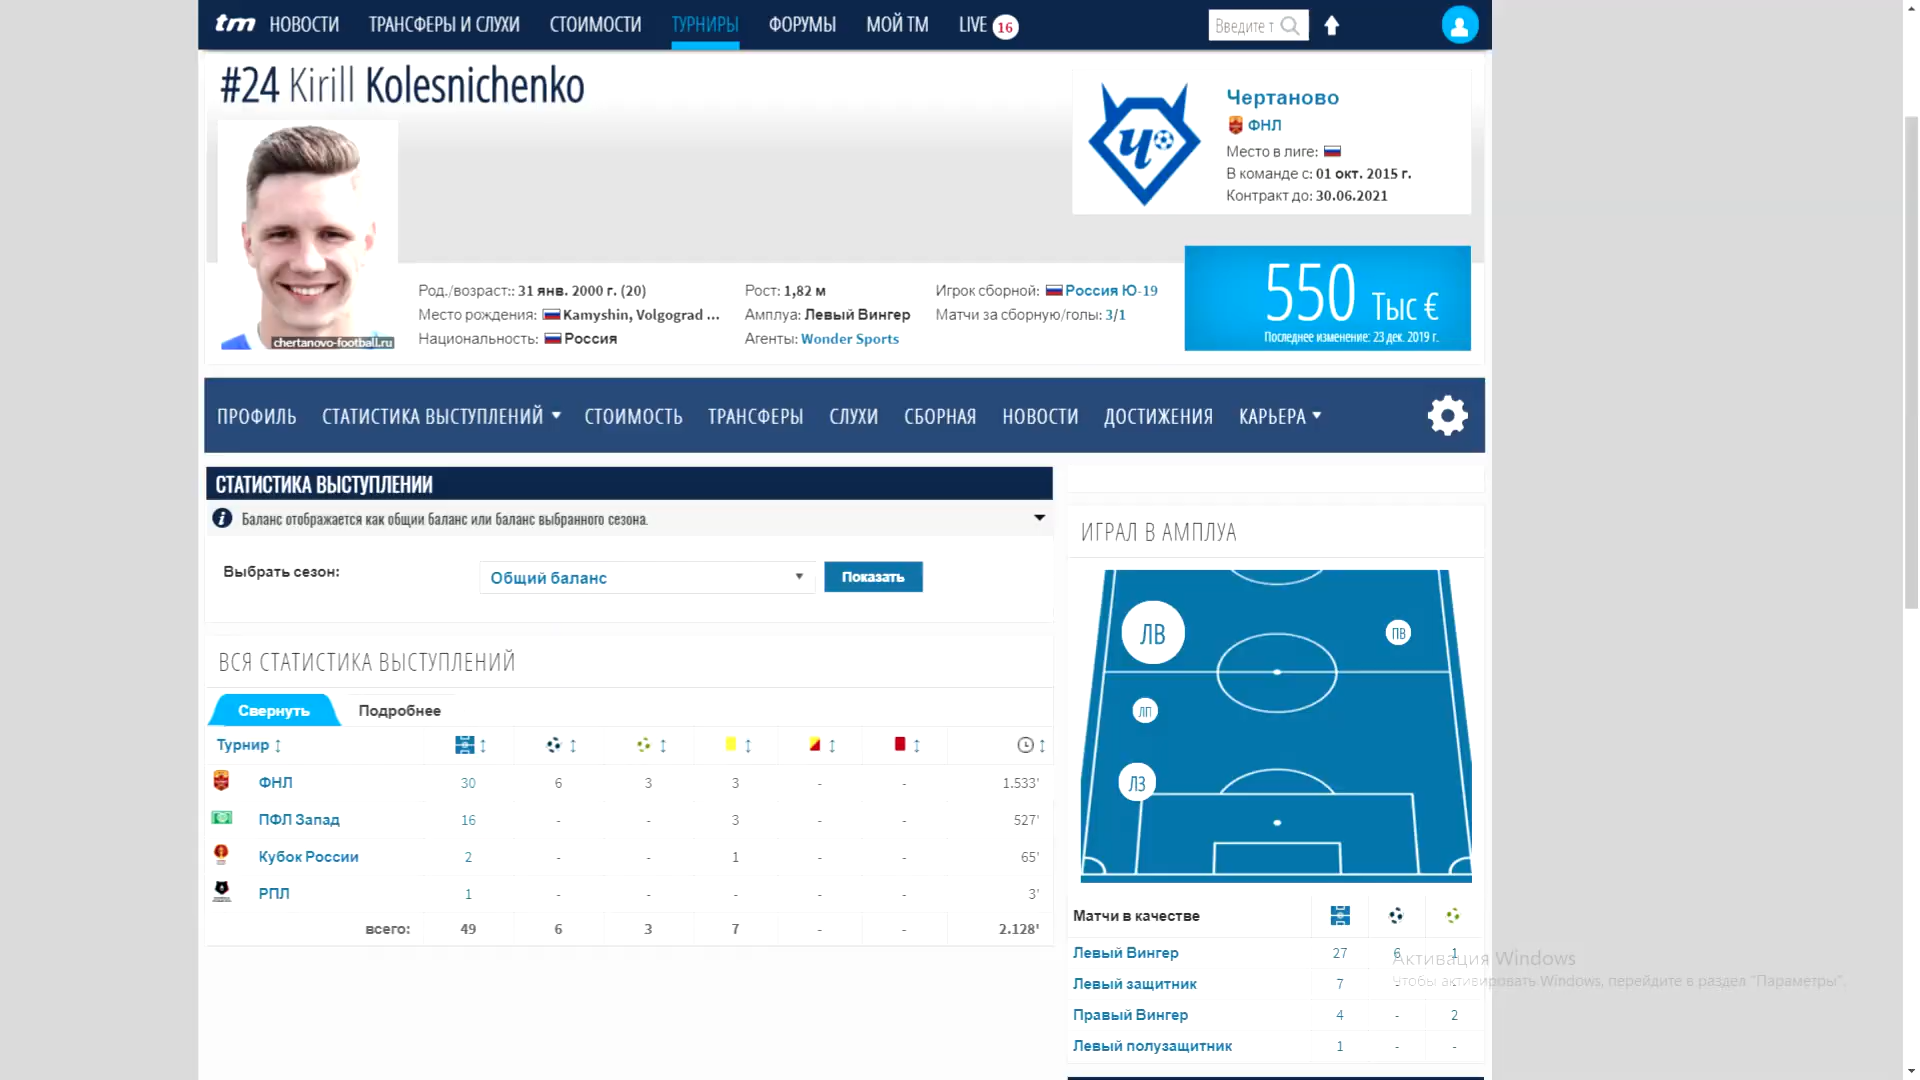 tm НОВОСТИ ТРАНСФЕРЫ И СЛУХИ СТОИМОСТИ ТУРНИРЫ ФОРУМЫ МОЙ ТМ LIVE 16 Введите т
#24 Kirill Kolesnichenko
Чертаново
ФНЛ
Место в лиге:
В команде с: 01 окт. 2015 г.
Контракт до: 30.06.2021
Ч
chertanovo-football.ru
Род./возраст:: 31 янв. 2000 г. (20)
Место рождения: Kamyshin, Volgograd ...
Национальность: Россия
Рост: 1,82 м
Амплуа: Левый Вингер
Агенты: Wonder Sports
Игрок сборной: Россия Ю-19
Матчи за сборную/голы: 3/1
550 Тыс €
Последнее изменение: 23 дек. 2019 г.
ПРОФИЛЬ СТАТИСТИКА ВЫСТУПЛЕНИЙ СТОИМОСТЬ ТРАНСФЕРЫ СЛУХИ СБОРНАЯ НОВОСТИ ДОСТИЖЕНИЯ КАРЬЕРА
СТАТИСТИКА ВЫСТУПЛЕНИИ
Баланс отображается как общии баланс или баланс выбранного сезона.
Выбрать сезон: Общий баланс Показать
ВСЯ СТАТИСТИКА ВЫСТУПЛЕНИЙ
Свернуть Подробнее
Турнир
ФНЛ 30 6 3 3 - - 1.533'
ПФЛ Запад 16 - - 3 - - 527'
Кубок России 2 - - 1 - - 65'
РПЛ 1 - - - - - 3'
всего: 49 6 3 7 - - 2.128'
ИГРАЛ В АМПЛУА
ЛВ ПВ
ЛП
ЛЗ
Матчи в качестве
Левый Вингер 27 6 1
Левый защитник 7 - -
Правый Вингер 4 - 2
Левый полузащитник 1 - -
Активация Windows
Чтобы активировать Windows, перейдите в раздел "Параметры".